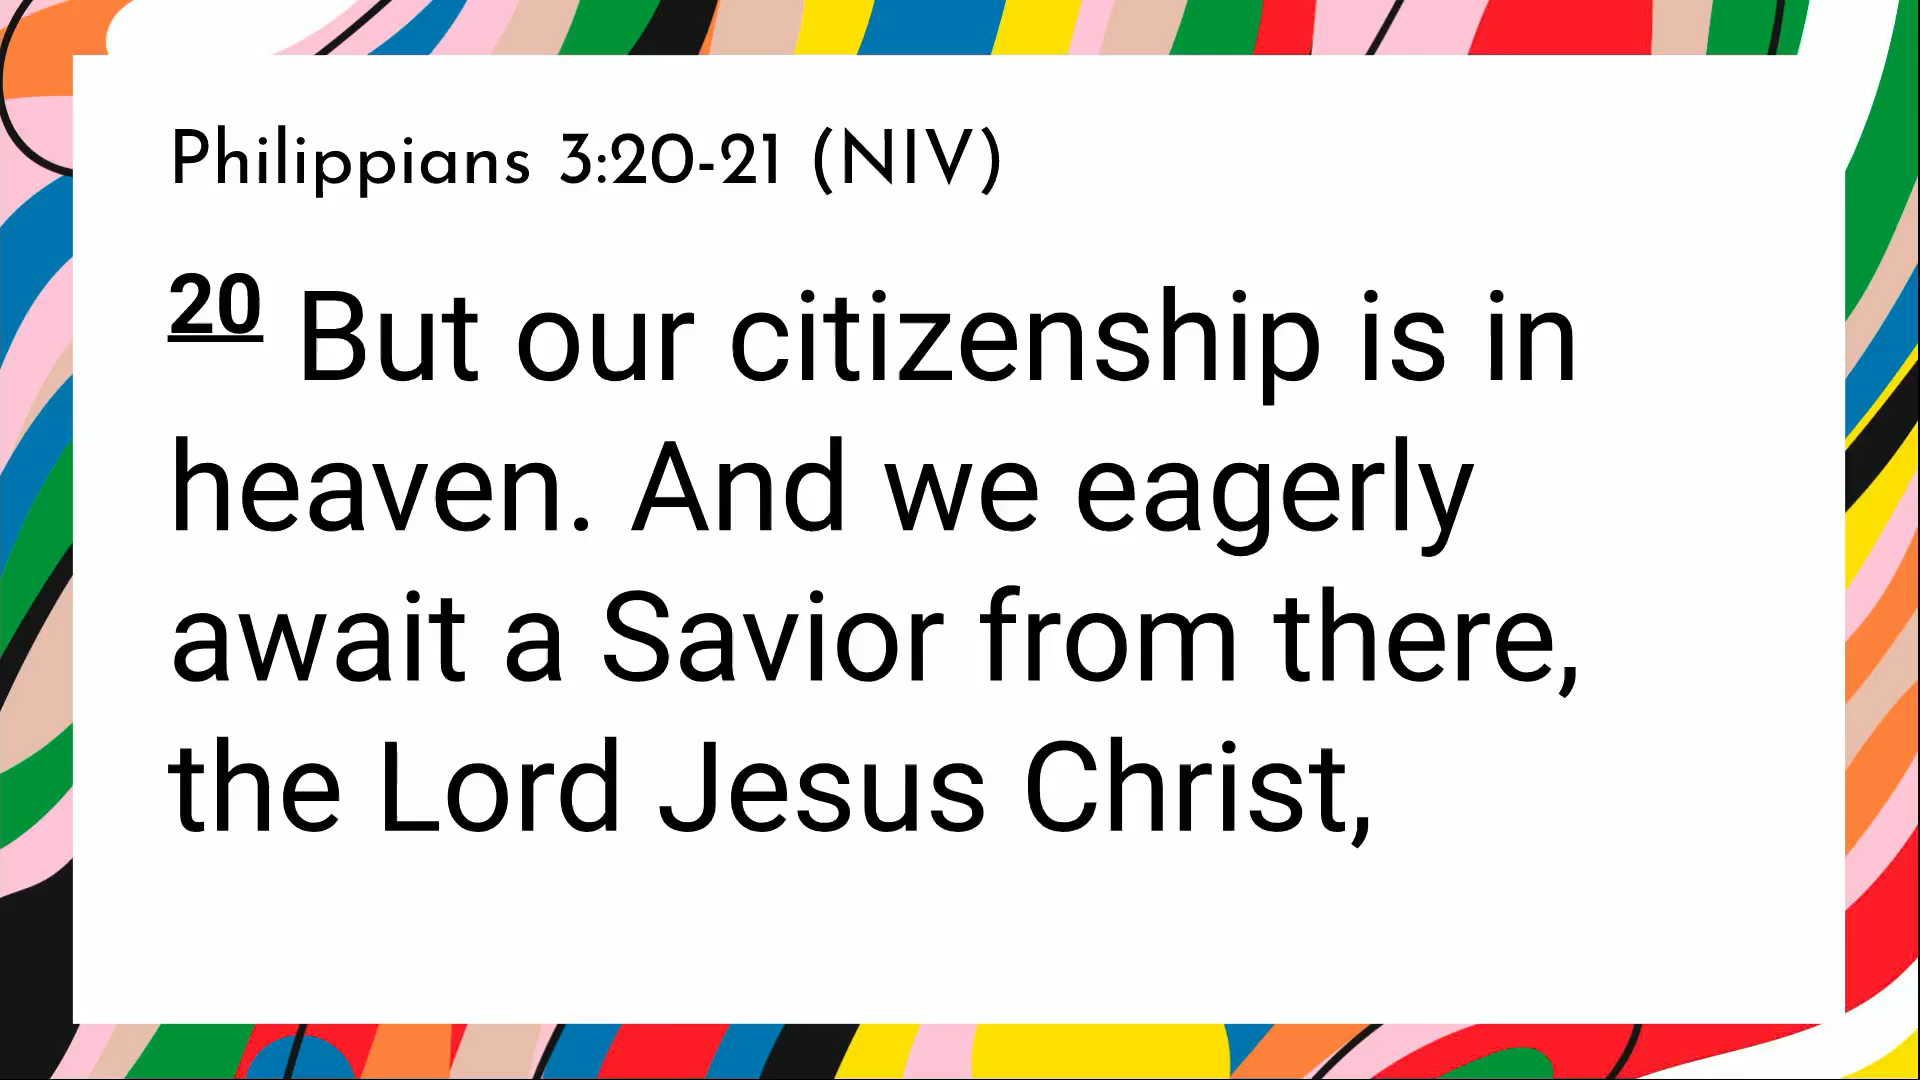 Philippians 3:20-21 (NIV)
20 But our citizenship is in
heaven. And we eagerly
await a Savior from there,
the Lord Jesus Christ,